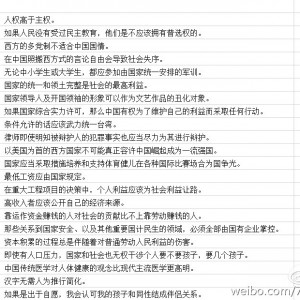 人权高于主权。
如果人民没有受过民主教育，他们是不应该拥有普选权的。
西方的多党制不适合中国国情。
在中国照搬西方式的言论自由会导致社会失序。
无论中小学生或大学生，都应参加由国家统一安排的军训。
国家的统一和领土完整是社会的最高利益。
国家领导人及开国领袖的形象可以作为文艺作品的丑化对象。
如果国家综合实力许可，那么中国有权为了维护自己的利益而采取任何行动。
条件允许的话应该武力统一台湾。
律师即使明知被辩护人的犯罪事实也应当尽力为其进行辩护。
以美国为首的西方国家不可能真正容许中国崛起成为一流强国。
国家应当采取措施培养和支持体育健儿在各种国际比赛场合为国争光。
最低工资应由国家规定。
在重大工程项目的决策中，个人利益应该为社会利益让路。
高收入者应该公开自己的经济来源。
靠运作资金赚钱的人对社会的贡献比不上靠劳动赚钱的人。
那些关系到国家安全、以及其他重要国计民生的领域，必须全部由国有企业掌控。
资本积累的过程总是伴随着对普通劳动人民利益的伤害。
即使有人口压力，国家和社会也无权干涉个人要不要孩子，要几个孩子。
中国传统医学对人体健康的观念比现代主流医学更高明。
汉字无需人为推行简化。
如果是出于自愿，我会认可我的孩子和同性结成伴侣关系。
weibo.com/